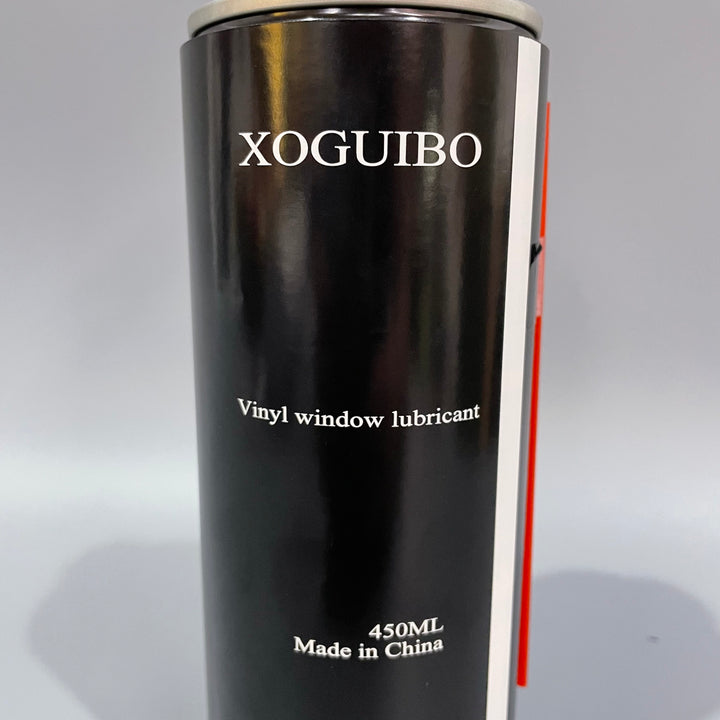 XOGUIBO
Vinyl window lubricant
450ML
Made in China